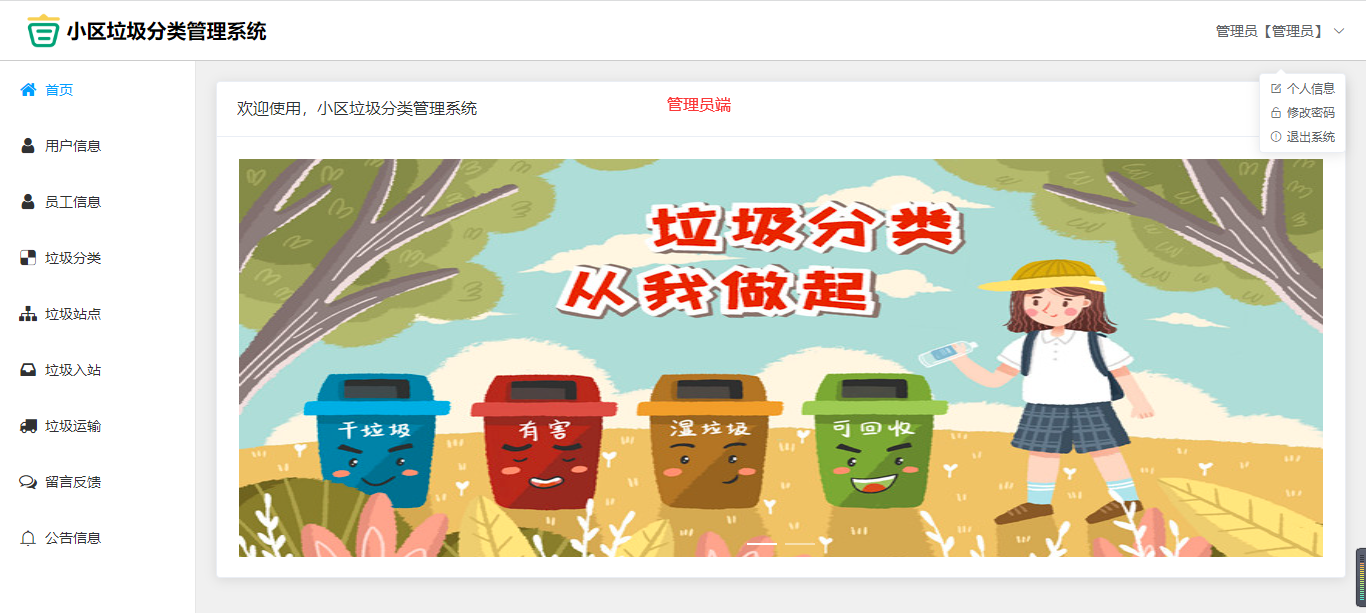 小区垃圾分类管理系统
管理员【管理员】
个人信息
修改密码
退出系统
首页
用户信息
员工信息
垃圾分类
垃圾站点
垃圾入站
垃圾运输
留言反馈
公告信息
欢迎使用，小区垃圾分类管理系统
管理员端
垃圾分类
从我做起
干垃圾
有害
湿垃圾
可回收